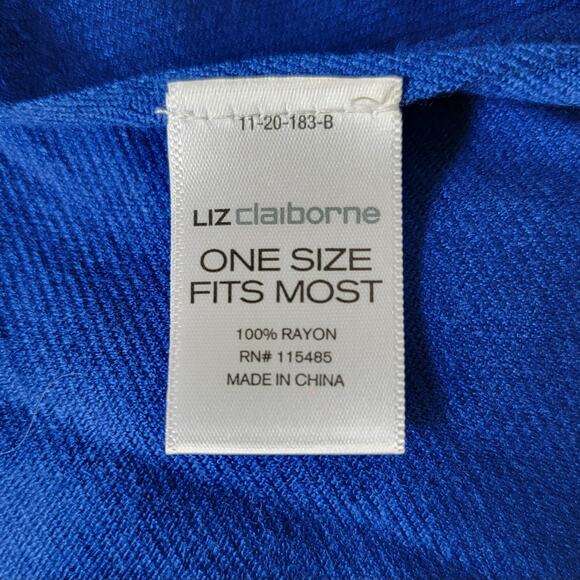 11-20-183-B
LIZ claiborne
ONE SIZE
FITS MOST
100% RAYON
RN# 115485
MADE IN CHINA